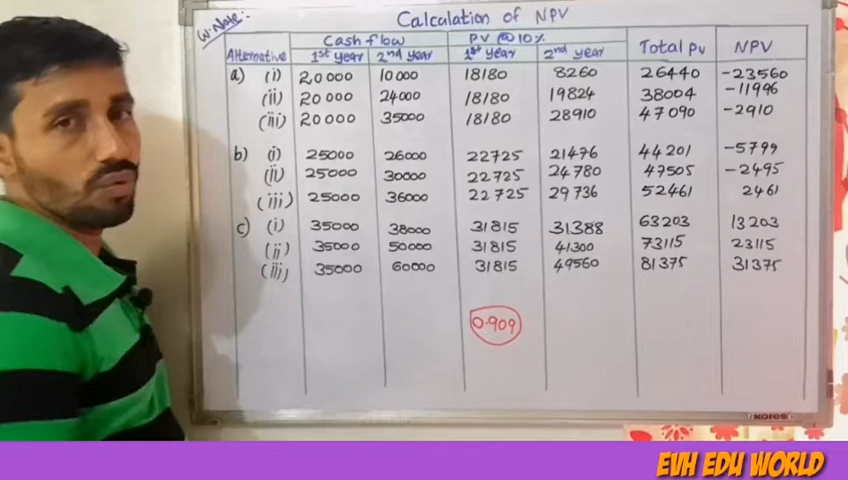 W-Note:-
Calculation of NPV
Alternative Cash flow PV @ 10% Total PV NPV
1st year 2nd year 1st year 2nd year
a) (i) 20000 10000 18180 8260 26440 -23560
(ii) 20000 24000 18180 19824 38004 -11996
(iii) 20000 35000 18180 28910 47090 -2910
b) (i) 25000 26000 22725 21476 44201 -5799
(ii) 25000 30000 22725 24780 47505 -2495
(iii) 25000 36000 22725 29736 52461 2461
c) (i) 35000 38000 31815 31388 63203 13203
(ii) 35000 50000 31815 41300 73115 23115
(iii) 35000 60000 31815 49560 81375 31375
0.909
NOROES
EVH EDU WORLD